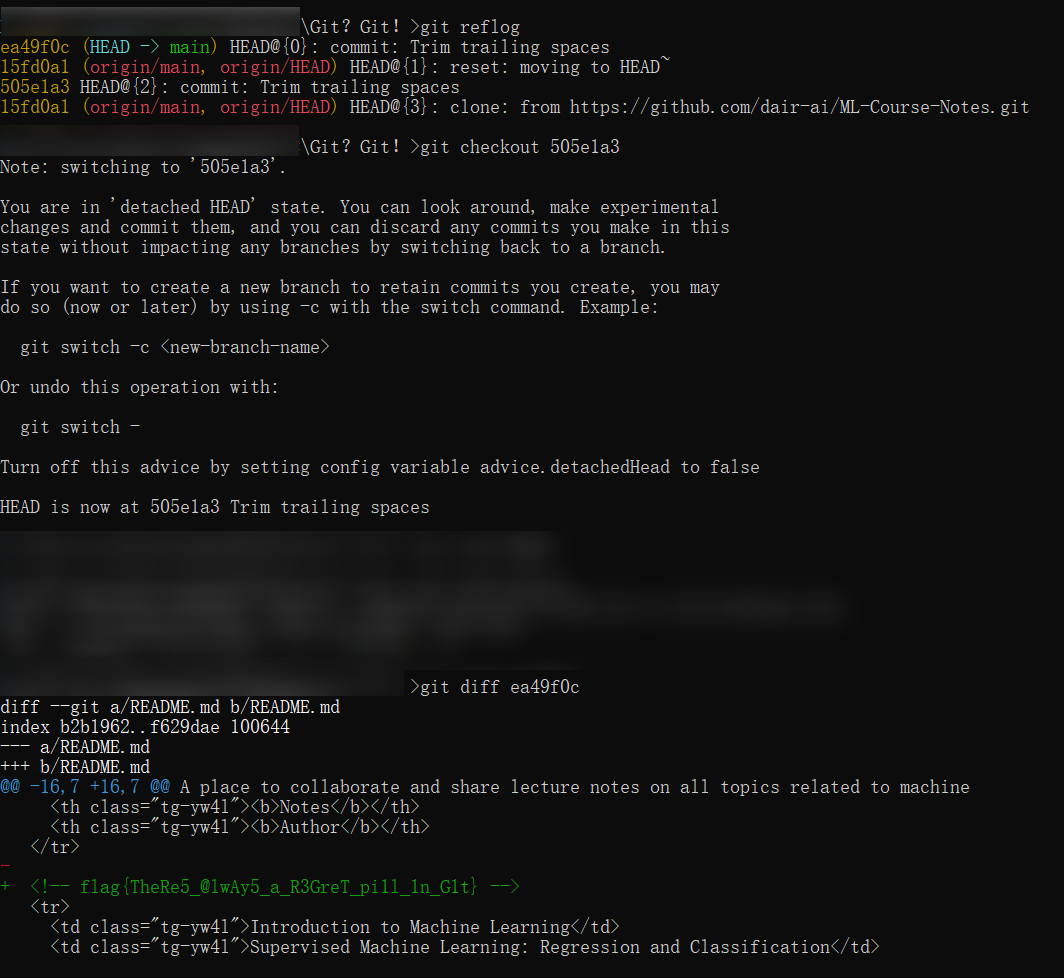 \Git? Git! >git reflog
ea49f0c (HEAD -> main) HEAD@{0}: commit: Trim trailing spaces
15fd0a1 (origin/main, origin/HEAD) HEAD@{1}: reset: moving to HEAD~
505e1a3 HEAD@{2}: commit: Trim trailing spaces
15fd0a1 (origin/main, origin/HEAD) HEAD@{3}: clone: from https://github.com/dair-ai/ML-Course-Notes.git
\Git? Git! >git checkout 505e1a3
Note: switching to '505e1a3'.
You are in 'detached HEAD' state. You can look around, make experimental
changes and commit them, and you can discard any commits you make in this
state without impacting any branches by switching back to a branch.
If you want to create a new branch to retain commits you create, you may
do so (now or later) by using -c with the switch command. Example:
git switch -c <new-branch-name>
Or undo this operation with:
git switch -
Turn off this advice by setting config variable advice.detachedHead to false
HEAD is now at 505e1a3 Trim trailing spaces
>git diff ea49f0c
diff --git a/README.md b/README.md
index b2b1962..f629dae 100644
--- a/README.md
+++ b/README.md
@@ -16,7 +16,7 @@ A place to collaborate and share lecture notes on all topics related to machine
<th class="tg-yw4l"><b>Notes</b></th>
<th class="tg-yw4l"><b>Author</b></th>
</tr>
-
+ <!-- flag{TheRe5_@lwAy5_a_R3GreT_pi1l_1n_G1t} -->
<tr>
<td class="tg-yw4l">Introduction to Machine Learning</td>
<td class="tg-yw4l">Supervised Machine Learning: Regression and Classification</td>